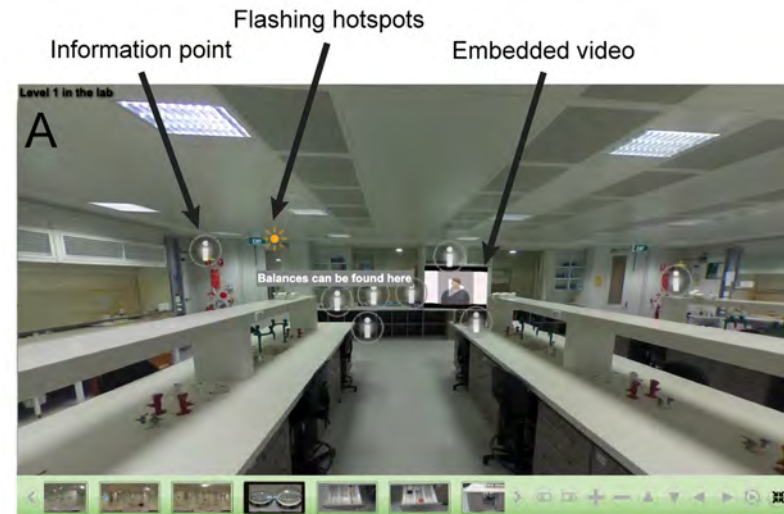 Flashing hotspots
Information point
Embedded video
Level 1 in the lab
A
Balances can be found here